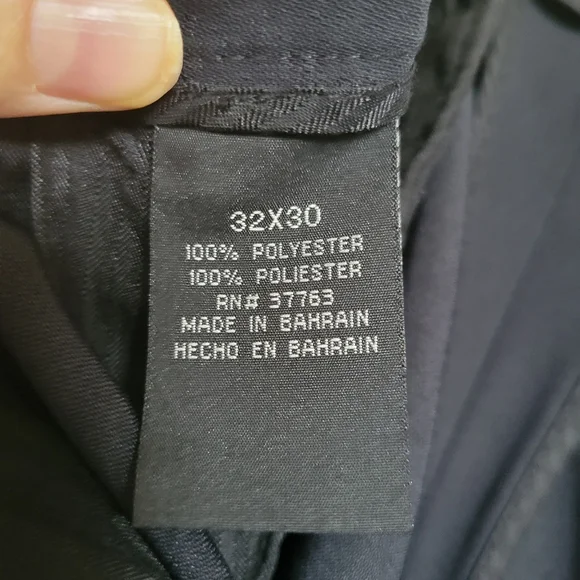 32X30
100% POLYESTER
100% POLIESTER
RN# 37763
MADE IN BAHRAIN
HECHO EN BAHRAIN